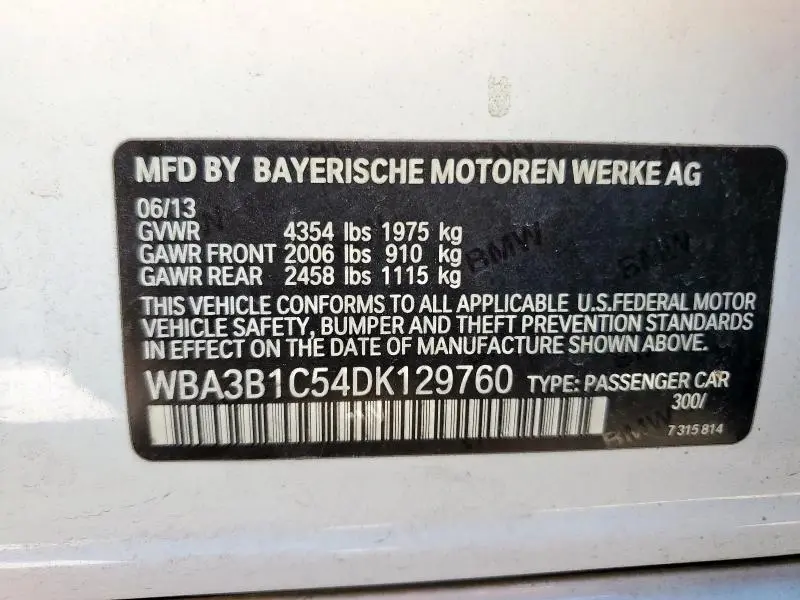 MFD BY BAYERISCHE MOTOREN WERKE AG
06/13
GVWR 4354 lbs 1975 kg
GAWR FRONT 2006 lbs 910 kg
GAWR REAR 2458 lbs 1115 kg
THIS VEHICLE CONFORMS TO ALL APPLICABLE U.S.FEDERAL MOTOR
VEHICLE SAFETY, BUMPER AND THEFT PREVENTION STANDARDS
IN EFFECT ON THE DATE OF MANUFACTURE SHOWN ABOVE.
WBA3B1C54DK129760 TYPE: PASSENGER CAR
300/
7 315 814
BMW
BMW
BMW